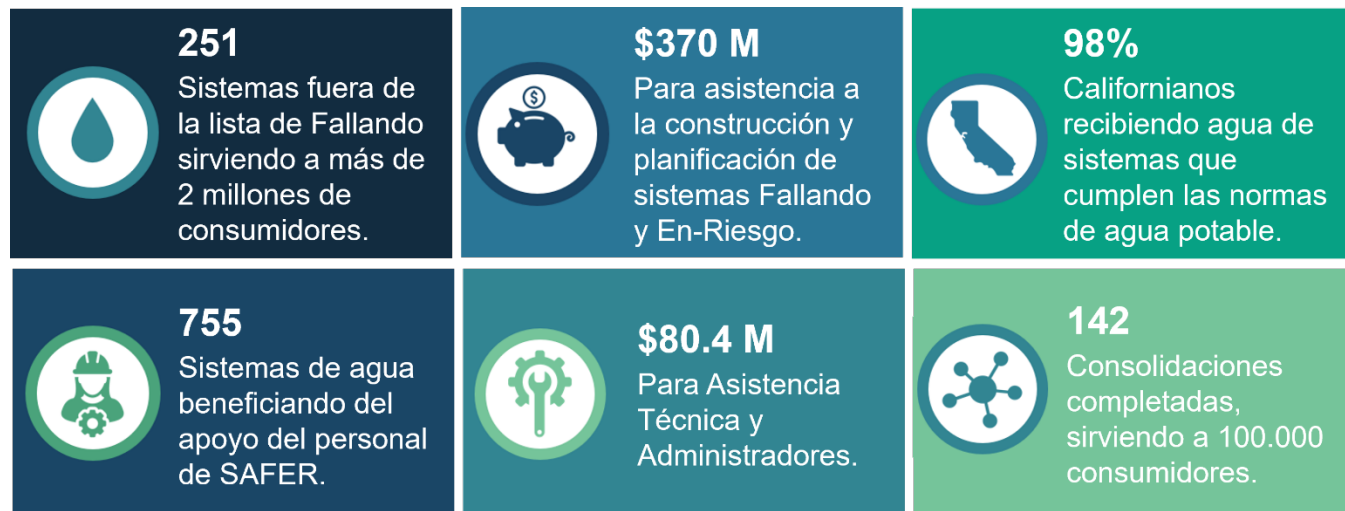 251
Sistemas fuera de
la lista de Fallando
sirviendo a más de
2 millones de
consumidores.
$370 M
Para asistencia a
la construcción y
planificación de
sistemas Fallando
y En-Riesgo.
98%
Californianos
recibiendo agua de
sistemas que
cumplen las normas
de agua potable.
755
Sistemas de agua
beneficiando del
apoyo del personal
de SAFER.
$80.4 M
Para Asistencia
Técnica y
Administradores.
142
Consolidaciones
completadas,
sirviendo a 100.000
consumidores.